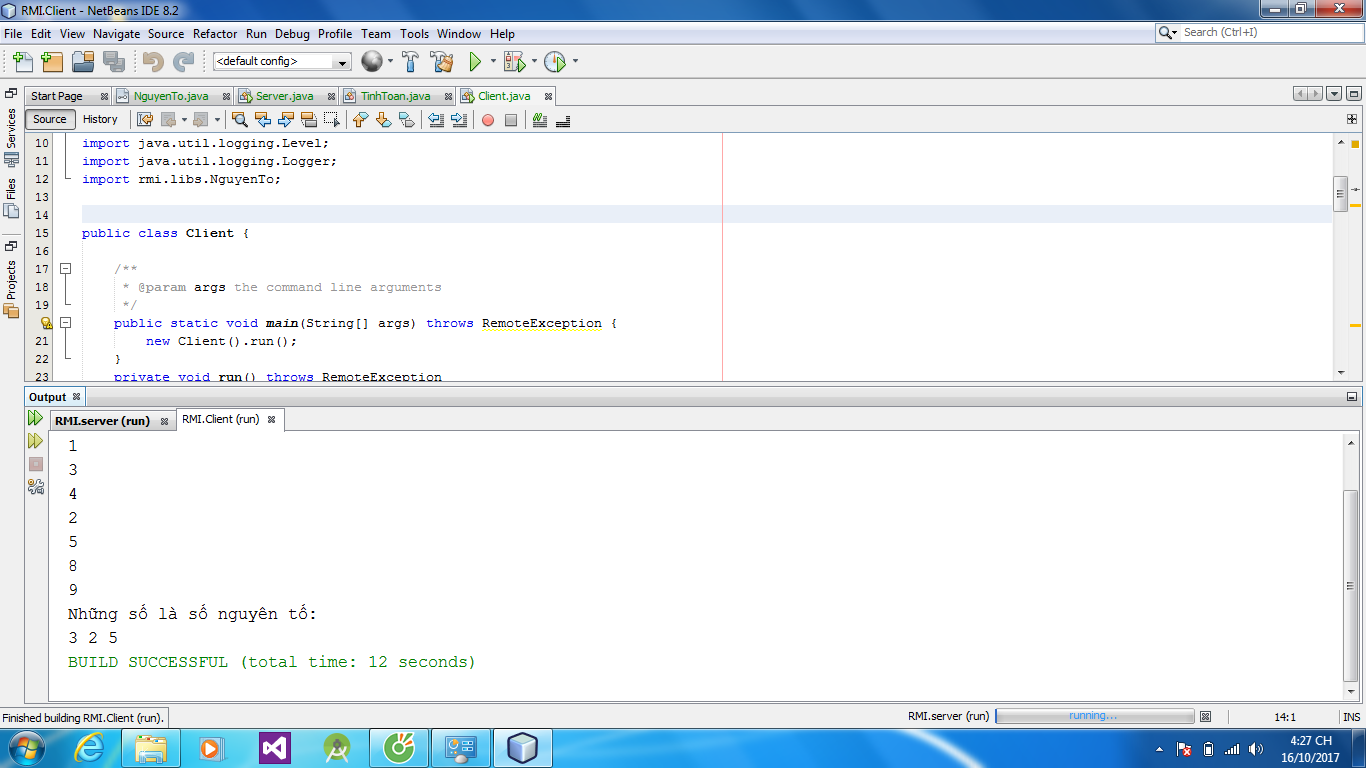 RMI.Client - NetBeans IDE 8.2
File Edit View Navigate Source Refactor Run Debug Profile Team Tools Window Help
Search (Ctrl+I)
<default config>
Start Page NguyenTo.java Server.java TinhToan.java Client.java
Source History
Services
Files
Projects
10 import java.util.logging.Level;
11 import java.util.logging.Logger;
12 import rmi.libs.NguyenTo;
13
14
15 public class Client {
16
17 /**
18 * @param args the command line arguments
19 */
public static void main(String[] args) throws RemoteException {
21 new Client().run();
22 }
23 private void run() throws RemoteException
Output
RMI.server (run) RMI.Client (run)
1
3
4
2
5
8
9
Những số là số nguyên tố:
3 2 5
BUILD SUCCESSFUL (total time: 12 seconds)
Finished building RMI.Client (run).
RMI.server (run) running... 14:1 INS
4:27 CH
16/10/2017